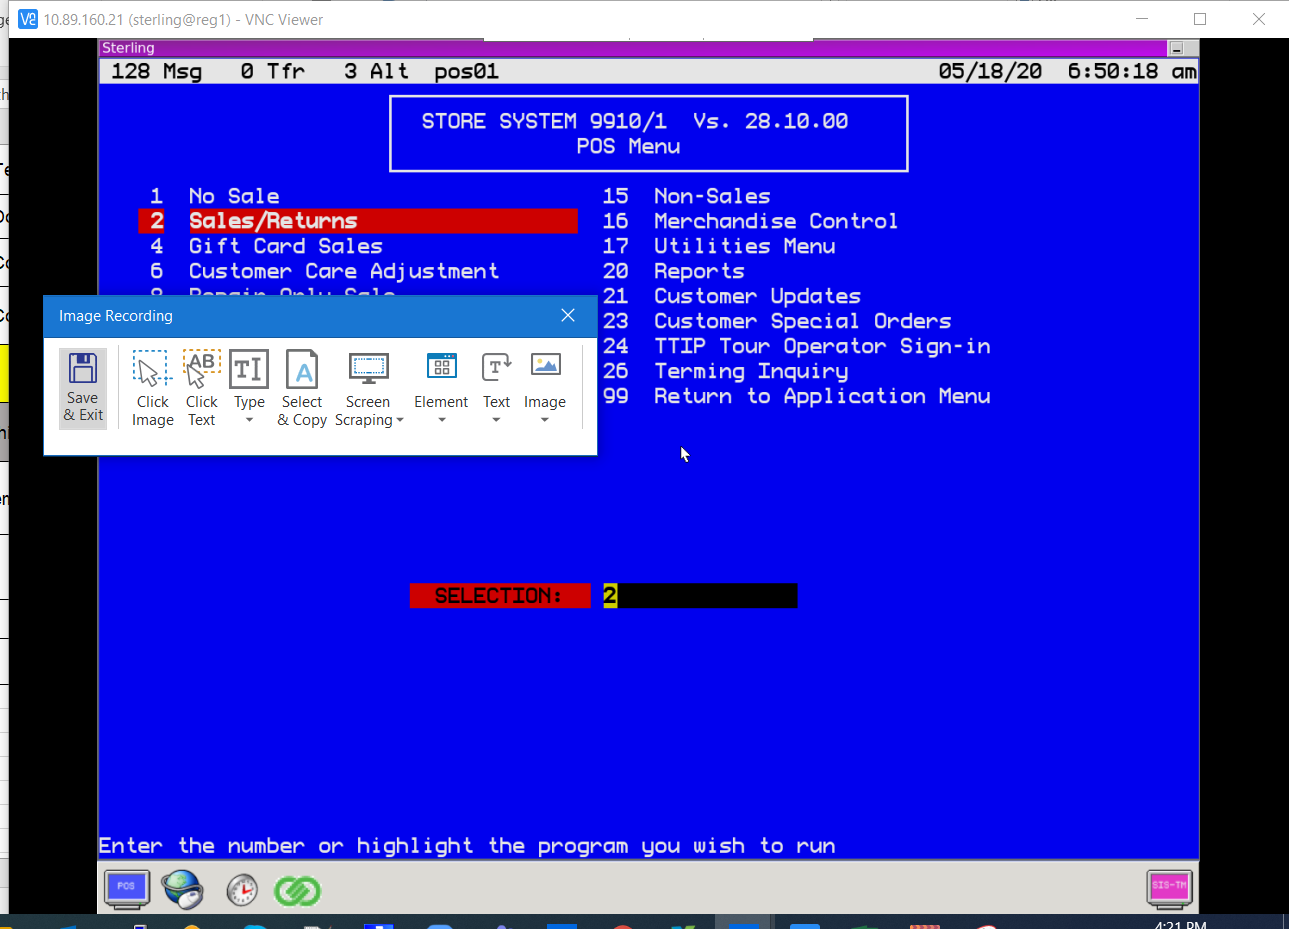 10.89.160.21 (sterling@reg1) - VNC Viewer
Sterling
128 Msg   0 Tfr   3 Alt  pos01   05/18/20  6:50:18 am
STORE SYSTEM 9910/1  Vs. 28.10.00
POS Menu
1 No Sale
2 Sales/Returns
4 Gift Card Sales
6 Customer Care Adjustment
Repair Only Sale
15 Non-Sales
16 Merchandise Control
17 Utilities Menu
20 Reports
21 Customer Updates
23 Customer Special Orders
24 TTIP Tour Operator Sign-in
26 Terming Inquiry
99 Return to Application Menu
Image Recording
Save & Exit
Click Image
Click Text
Type
Select & Copy
Screen Scraping
Element
Text
Image
SELECTION: 2
Enter the number or highlight the program you wish to run
POS
SIS-TM
4:21 PM